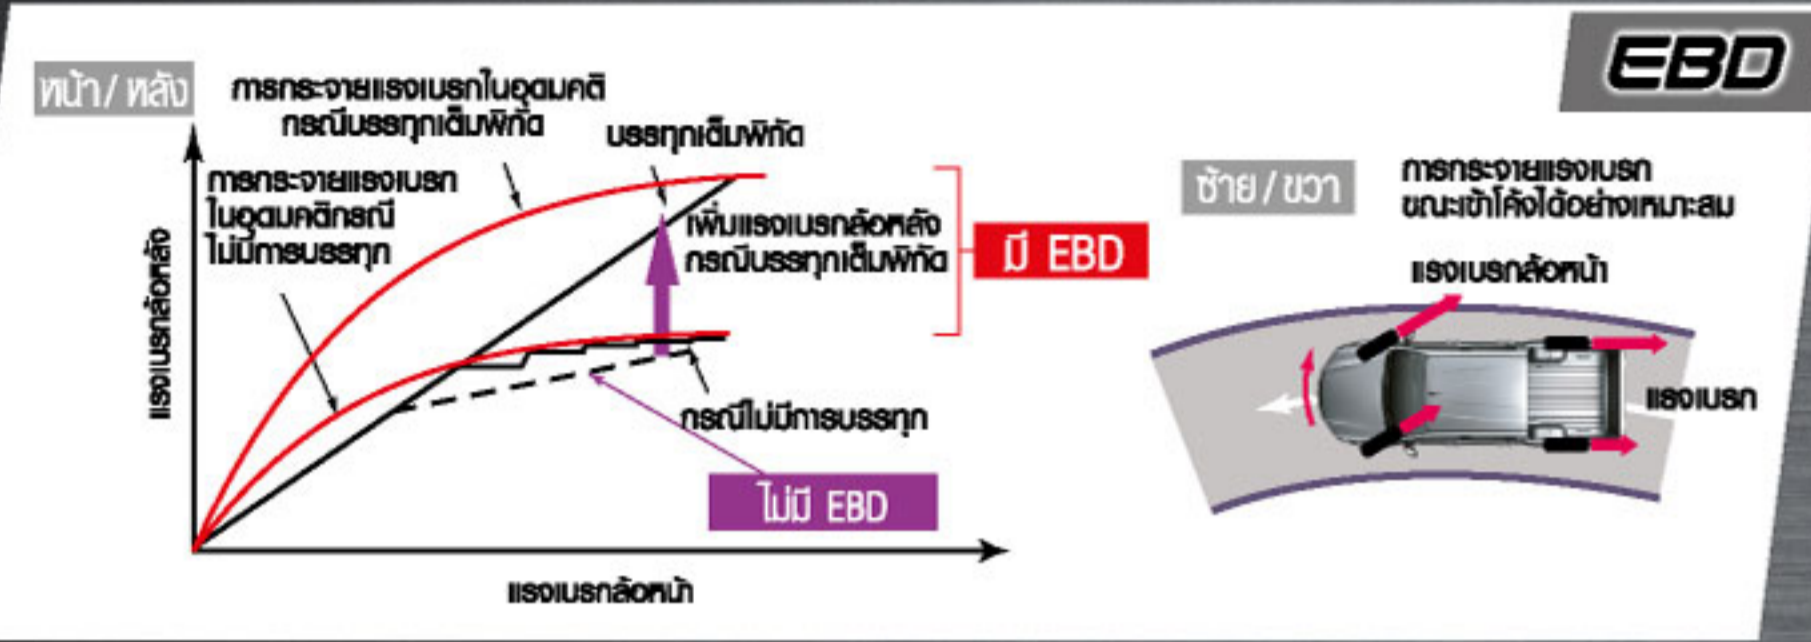 EBD
หน้า / หลัง
การกระจายแรงเบรกในอุดมคติ
กรณีบรรทุกเต็มพิกัด
บรรทุกเต็มพิกัด
การกระจายแรงเบรก
ในอุดมคติกรณี
ไม่มีการบรรทุก
เพิ่มแรงเบรกล้อหลัง
กรณีบรรทุกเต็มพิกัด
มี EBD
แรงเบรกล้อหลัง
กรณีไม่มีการบรรทุก
ไม่มี EBD
แรงเบรกล้อหน้า
ซ้าย / ขวา
การกระจายแรงเบรก
ขณะเข้าโค้งได้อย่างเหมาะสม
แรงเบรกล้อหน้า
แรงเบรก